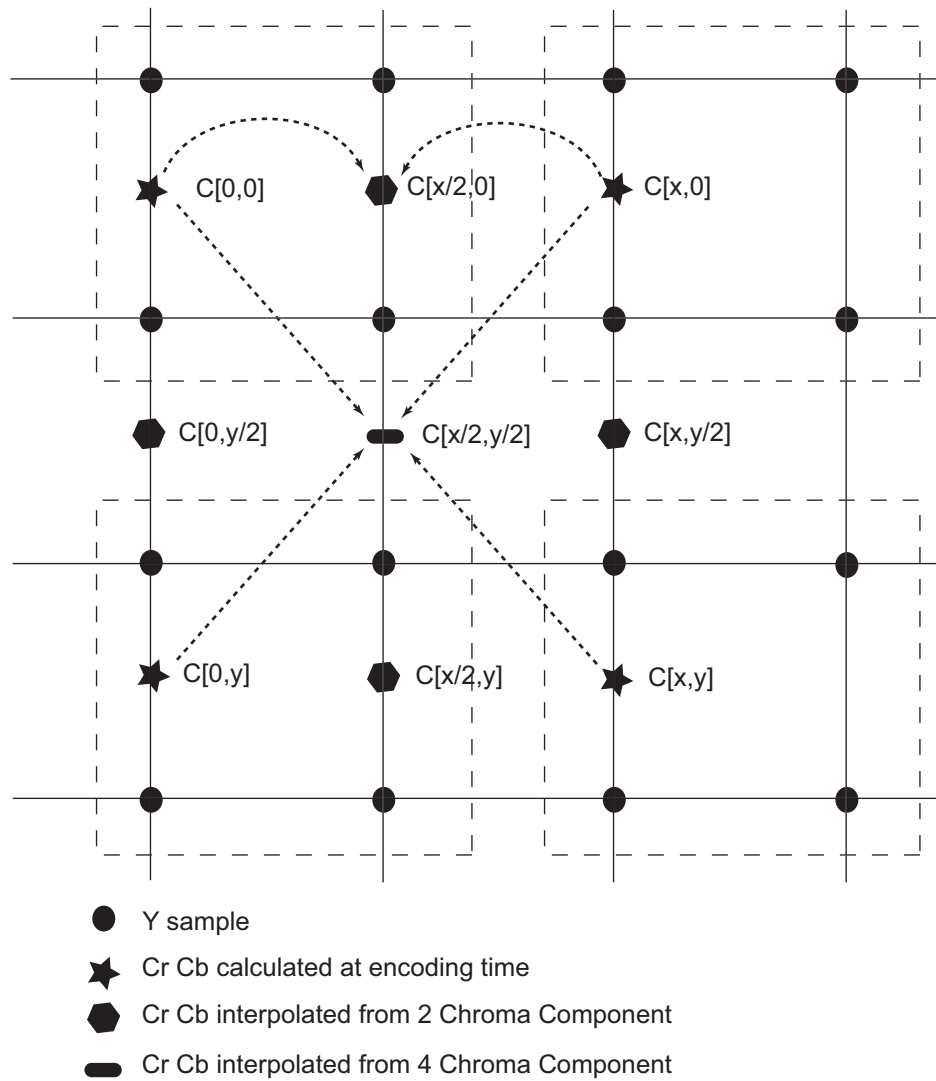 C[0,0]
C[x/2,0]
C[x,0]
C[0,y/2]
C[x/2,y/2]
C[x,y/2]
C[0,y]
C[x/2,y]
C[x,y]
Y sample
Cr Cb calculated at encoding time
Cr Cb interpolated from 2 Chroma Component
Cr Cb interpolated from 4 Chroma Component